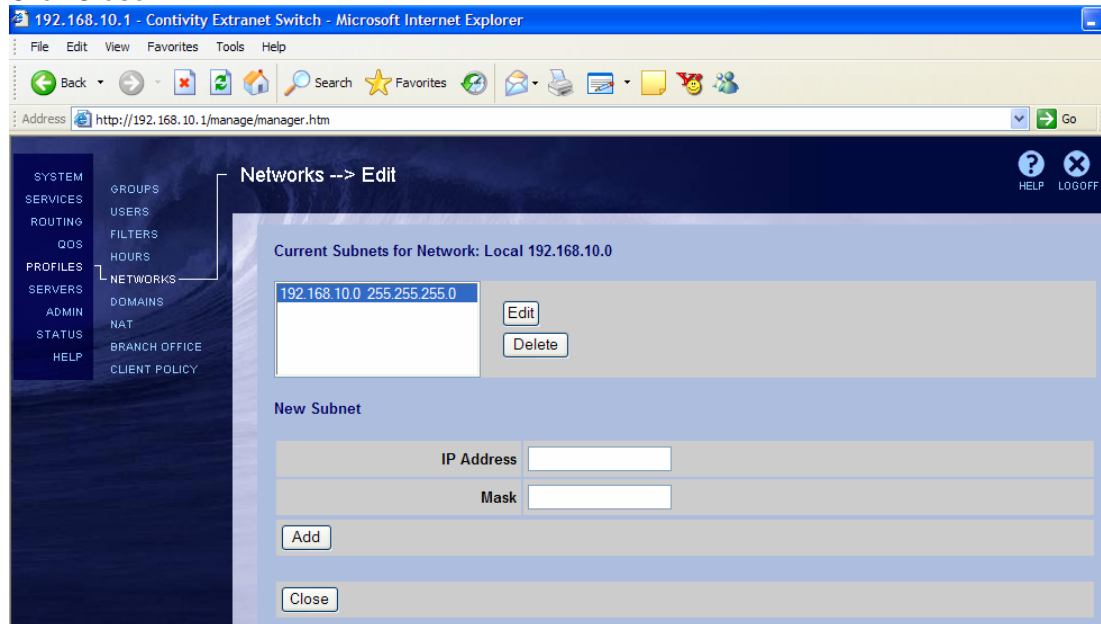 192.168.10.1 - Contivity Extranet Switch - Microsoft Internet Explorer
File Edit View Favorites Tools Help
Back Search Favorites
Address http://192.168.10.1/manage/manager.htm Go
Networks --> Edit
HELP LOGOFF
SYSTEM
SERVICES
ROUTING
QOS
PROFILES
SERVERS
ADMIN
STATUS
HELP
GROUPS
USERS
FILTERS
HOURS
NETWORKS
DOMAINS
NAT
BRANCH OFFICE
CLIENT POLICY
Current Subnets for Network: Local 192.168.10.0
192.168.10.0 255.255.255.0
Edit
Delete
New Subnet
IP Address
Mask
Add
Close